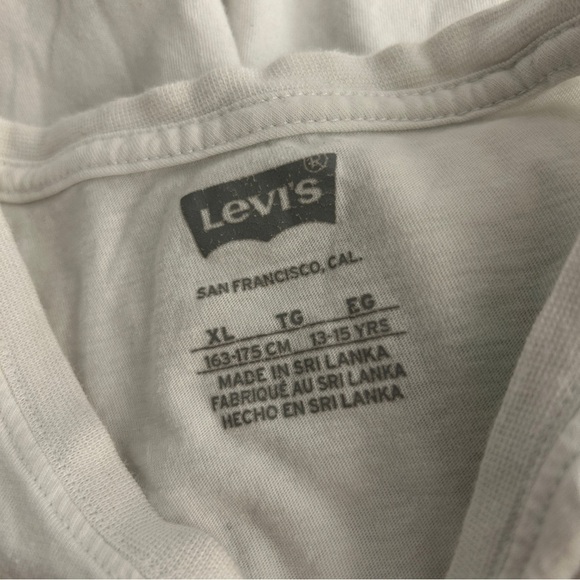 Levi's ®
SAN FRANCISCO, CAL.
XL TG EG
163-175 CM 13-15 YRS
MADE IN SRI LANKA
FABRIQUÉ AU SRI LANKA
HECHO EN SRI LANKA